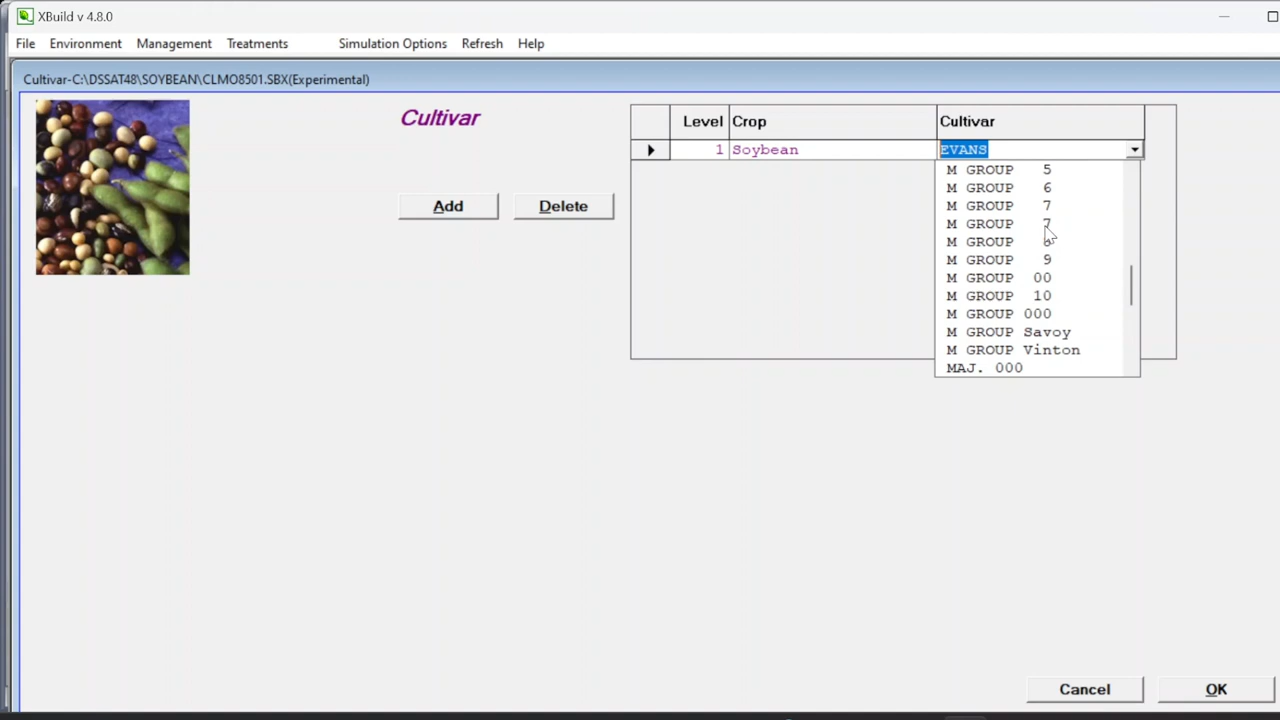 XBuild v 4.8.0
File Environment Management Treatments Simulation Options Refresh Help
Cultivar-C:\DSSAT48\SOYBEAN\CLMO8501.SBX(Experimental)
Cultivar
Add Delete
Level Crop Cultivar
1 Soybean EVANS
M GROUP 5
M GROUP 6
M GROUP 7
M GROUP 7
M GROUP
M GROUP 9
M GROUP 00
M GROUP 10
M GROUP 000
M GROUP Savoy
M GROUP Vinton
MAJ. 000
Cancel OK